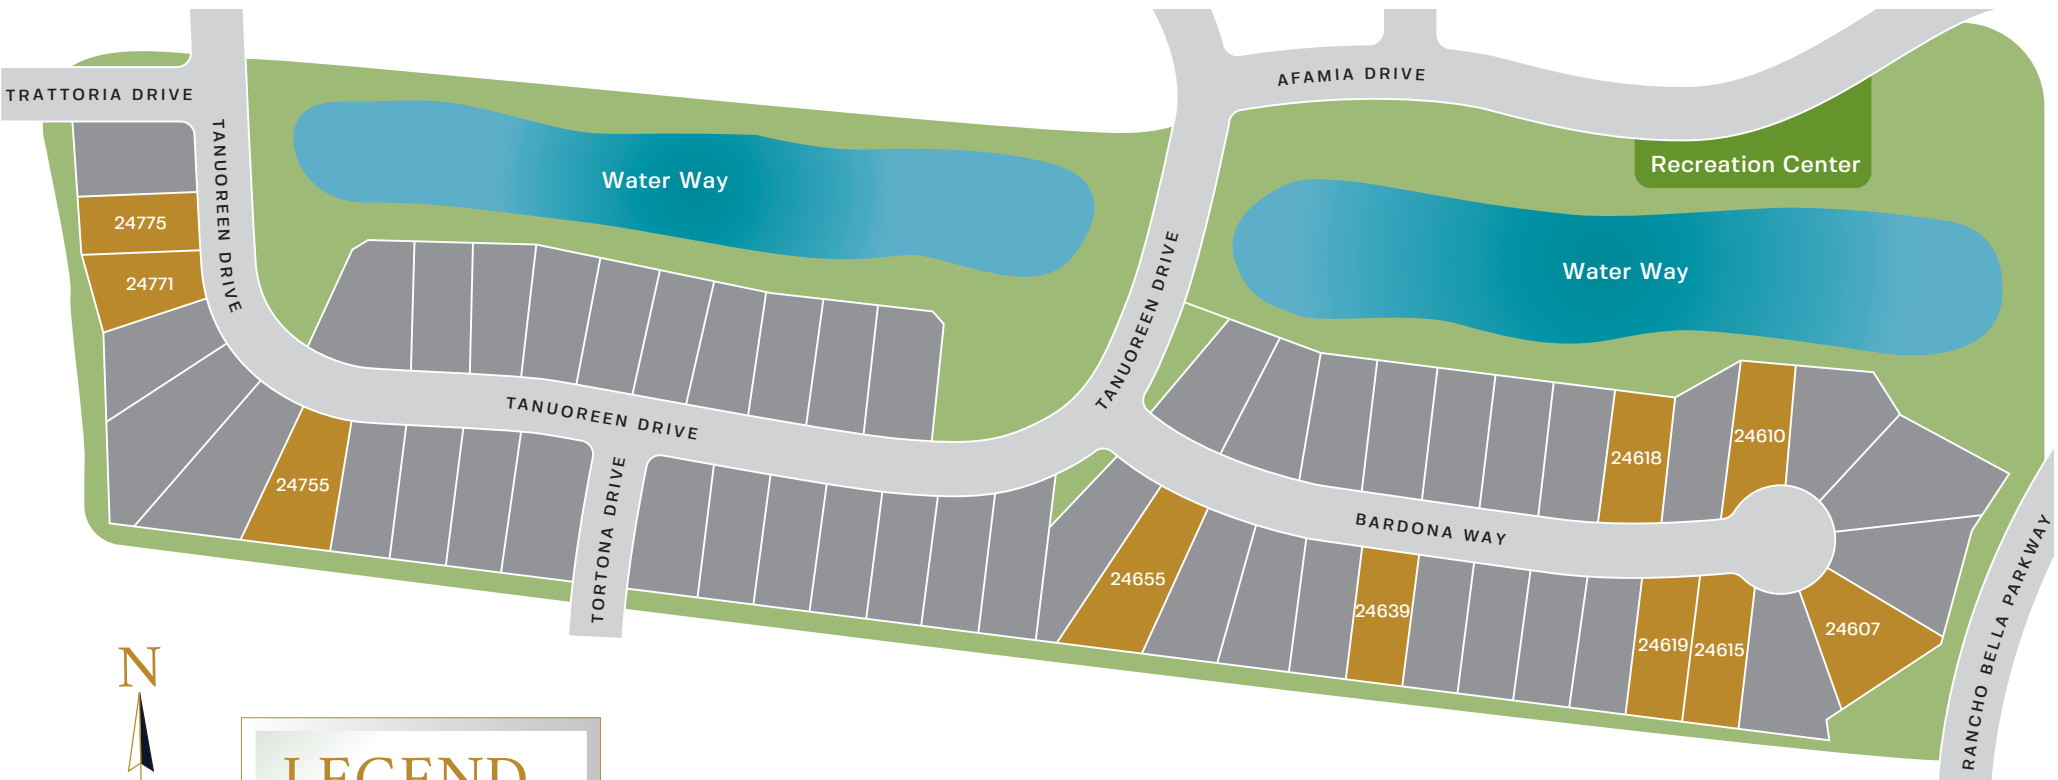 AFAMIA DRIVE
TRATTORIA DRIVE
TANUOREEN DRIVE
Recreation Center
Water Way
24775
TANUOREEN DRIVE
Water Way
24771
TANUOREEN DRIVE
24610
24618
24755
TORTONA DRIVE
BARDONA WAY
24655
24639
24607
24619
24615
RANCHO BELLA PARKWAY
N
LEGEND